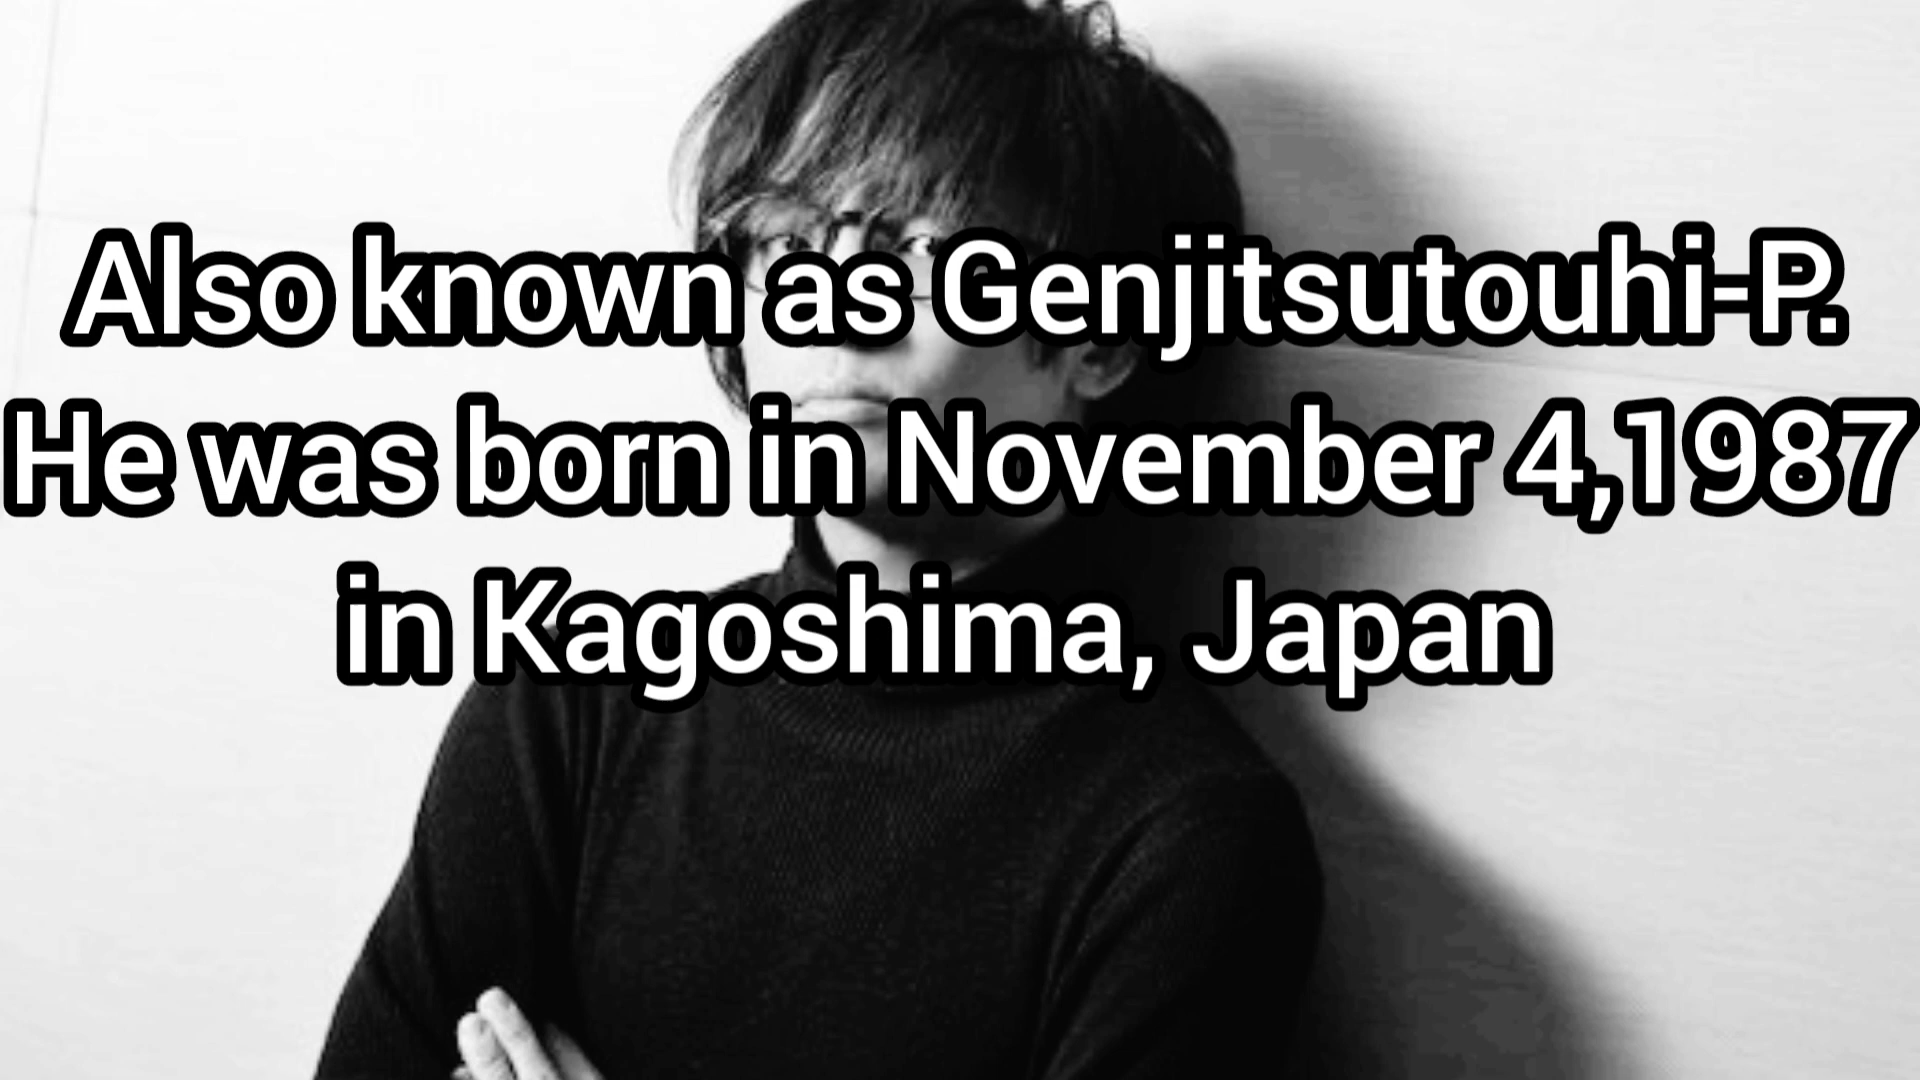 Also known as Genjitsutouhi-P.
He was born in November 4,1987
in Kagoshima, Japan